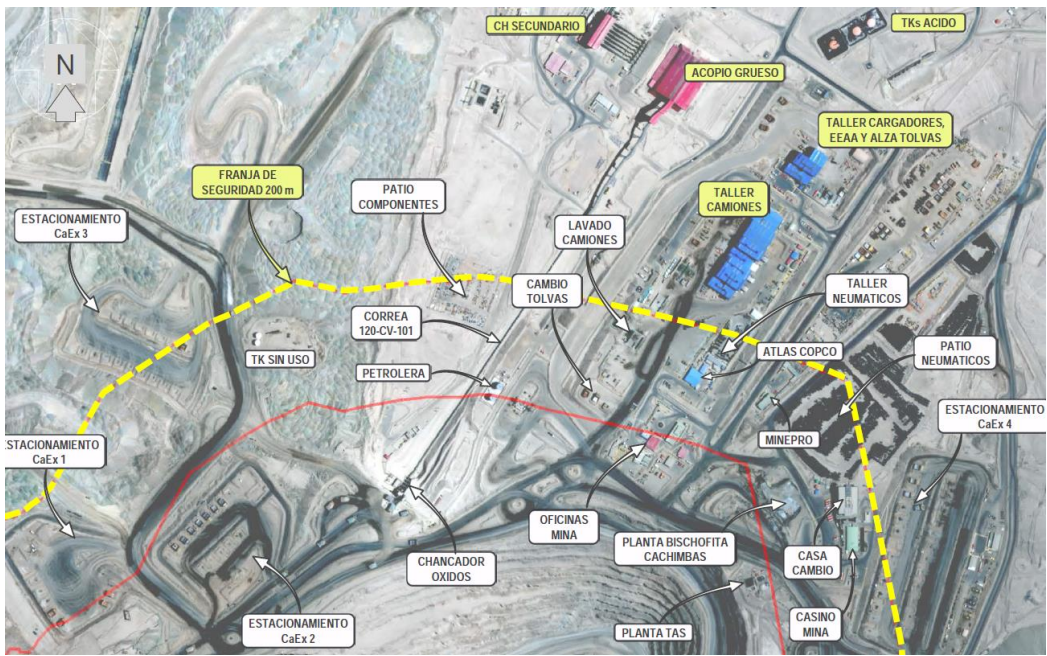 CH SECUNDARIO
TKs ACIDO
N
ACOPIO GRUESO
TALLER CARGADORES,
EEAA Y ALZA TOLVAS
FRANJA DE
SEGURIDAD 200 m
PATIO
COMPONENTES
TALLER
CAMIONES
ESTACIONAMIENTO
CaEx 3
LAVADO
CAMIONES
CAMBIO
TOLVAS
TALLER
NEUMATICOS
CORREA
120-CV-101
TK SIN USO
ATLAS COPCO
PATIO
NEUMATICOS
PETROLERA
ESTACIONAMIENTO
CaEx 4
MINEPRO
ESTACIONAMIENTO
CaEx 1
OFICINAS
MINA
PLANTA BISCHOFITA
CACHIMBAS
CASA
CAMBIO
CHANCADOR
OXIDOS
ESTACIONAMIENTO
CaEx 2
PLANTA TAS
CASINO
MINA